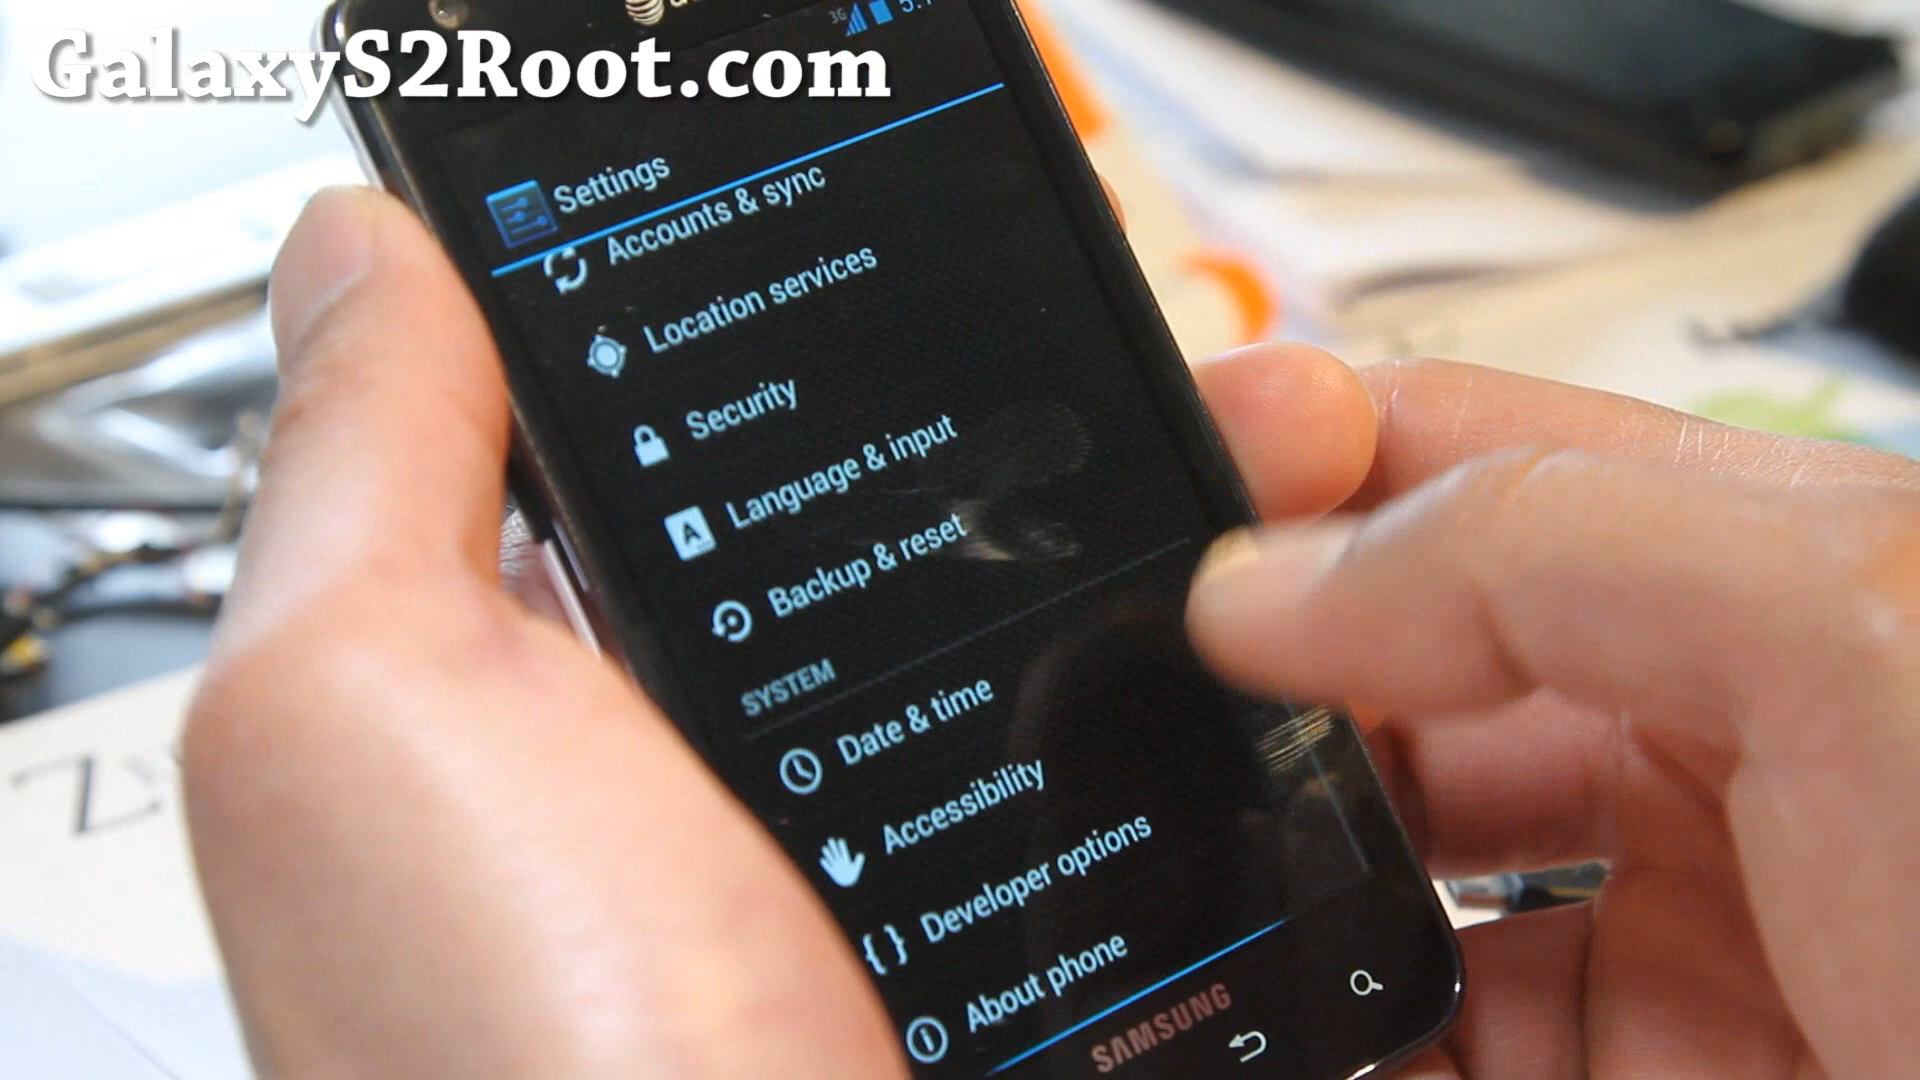 GalaxyS2Root.com
3G
Settings
Accounts & sync
Location services
Security
Language & input
Backup & reset
SYSTEM
Date & time
Accessibility
Developer options
About phone
SAMSUNG